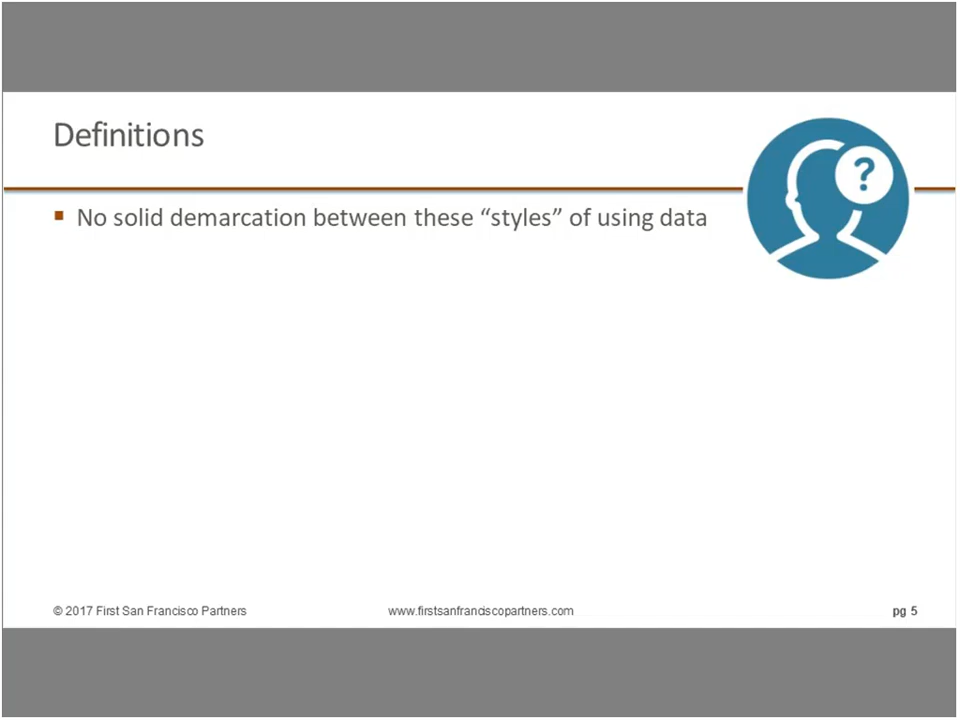 Definitions
▪ No solid demarcation between these “styles” of using data
?
© 2017 First San Francisco Partners
www.firstsanfranciscopartners.com
pg 5